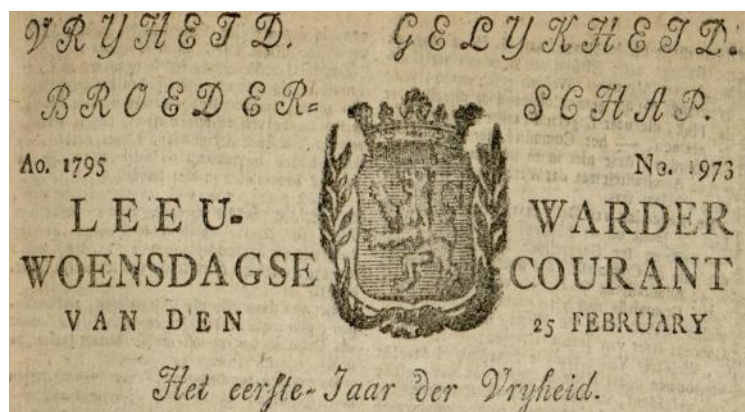 VRYHEID. GELYKHEID.
BROEDER= SCHAP.
Ao. 1795 No. 1973
LEEU- WARDER
WOENSDAGSE COURANT
VAN DEN 25 FEBRUARY
Het eerſte-Jaar der Vryheid.